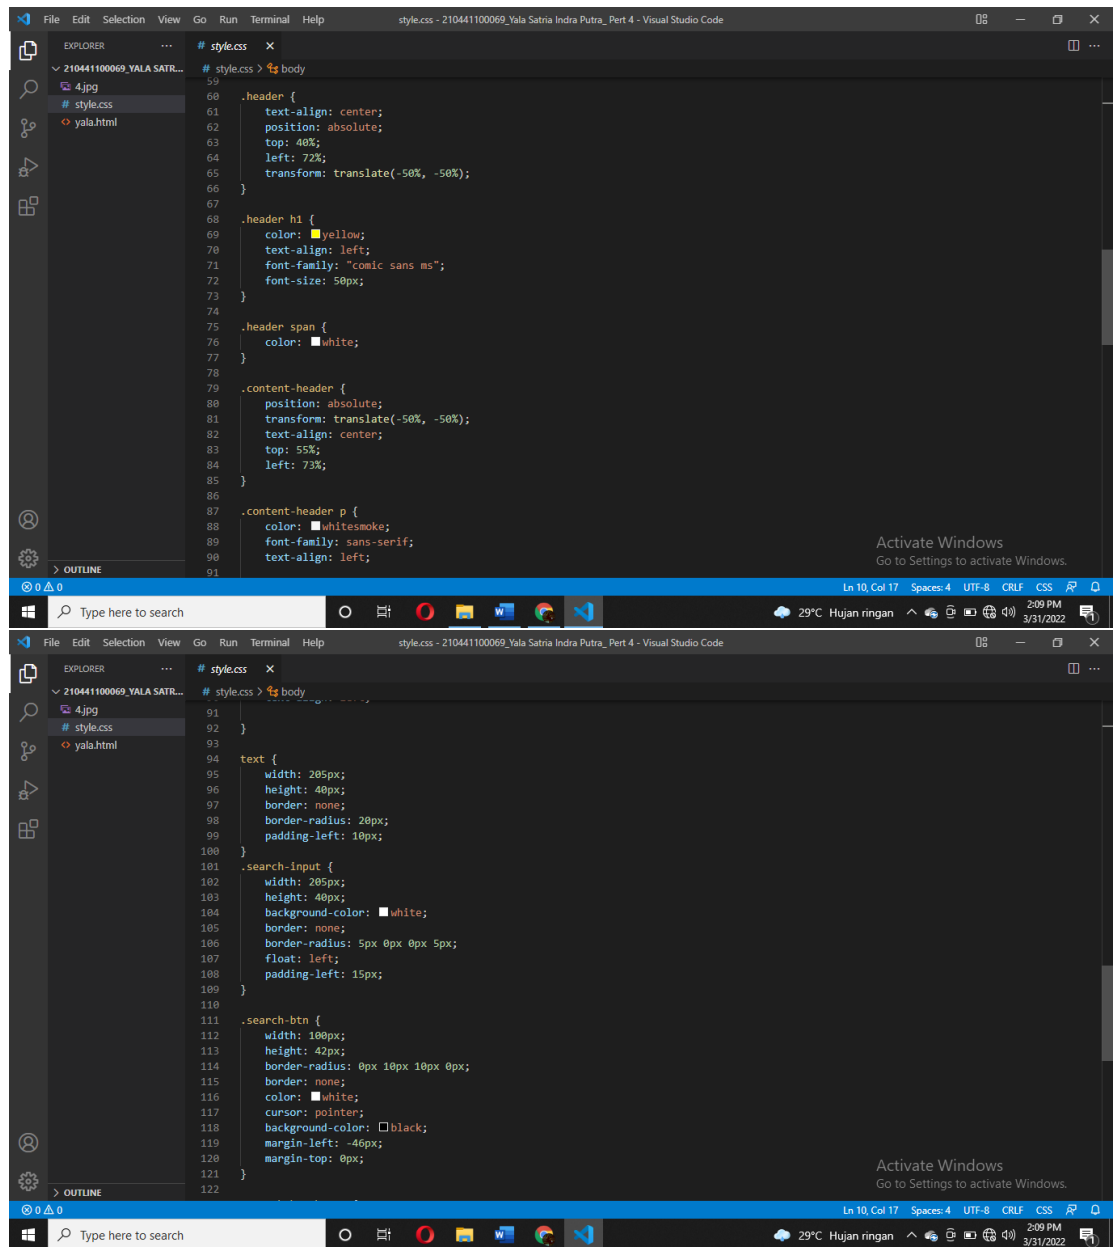 File Edit Selection View Go Run Terminal Help style.css - 210441100069_Yala Satria Indra Putra_ Pert 4 - Visual Studio Code
EXPLORER ··· # style.css ×
210441100069_YALA SATR... # style.css > body
4.jpg
# style.css
<> yala.html
59
60 .header {
61 text-align: center;
62 position: absolute;
63 top: 40%;
64 left: 72%;
65 transform: translate(-50%, -50%);
66 }
67
68 .header h1 {
69 color: yellow;
70 text-align: left;
71 font-family: "comic sans ms";
72 font-size: 50px;
73 }
74
75 .header span {
76 color: white;
77 }
78
79 .content-header {
80 position: absolute;
81 transform: translate(-50%, -50%);
82 text-align: center;
83 top: 55%;
84 left: 73%;
85 }
86
87 .content-header p {
88 color: whitesmoke;
89 font-family: sans-serif;
90 text-align: left;
91
> OUTLINE
Activate Windows
Go to Settings to activate Windows.
0 0 Ln 10, Col 17 Spaces: 4 UTF-8 CRLF CSS
Type here to search 29°C Hujan ringan 2:09 PM
3/31/2022
File Edit Selection View Go Run Terminal Help style.css - 210441100069_Yala Satria Indra Putra_ Pert 4 - Visual Studio Code
EXPLORER ··· # style.css ×
210441100069_YALA SATR... # style.css > body
4.jpg
# style.css
<> yala.html
91
92 }
93
94 text {
95 width: 205px;
96 height: 40px;
97 border: none;
98 border-radius: 20px;
99 padding-left: 10px;
100 }
101 .search-input {
102 width: 205px;
103 height: 40px;
104 background-color: white;
105 border: none;
106 border-radius: 5px 0px 0px 5px;
107 float: left;
108 padding-left: 15px;
109 }
110
111 .search-btn {
112 width: 100px;
113 height: 42px;
114 border-radius: 0px 10px 10px 0px;
115 border: none;
116 color: white;
117 cursor: pointer;
118 background-color: black;
119 margin-left: -46px;
120 margin-top: 0px;
121 }
122
> OUTLINE
Activate Windows
Go to Settings to activate Windows.
0 0 Ln 10, Col 17 Spaces: 4 UTF-8 CRLF CSS
Type here to search 29°C Hujan ringan 2:09 PM
3/31/2022